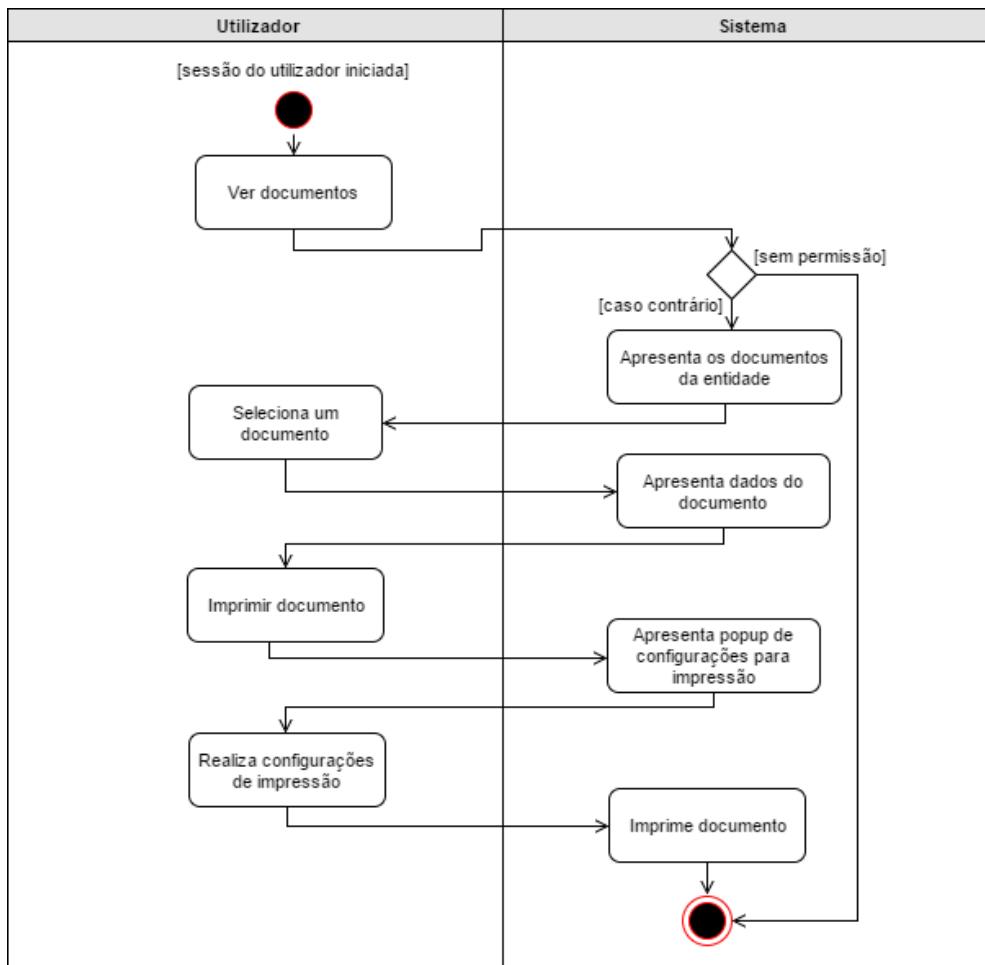 Utilizador
Sistema
[sessão do utilizador iniciada]
Ver documentos
[sem permissão]
[caso contrário]
Apresenta os documentos
da entidade
Seleciona um
documento
Apresenta dados do
documento
Imprimir documento
Apresenta popup de
configurações para
impressão
Realiza configurações
de impressão
Imprime documento